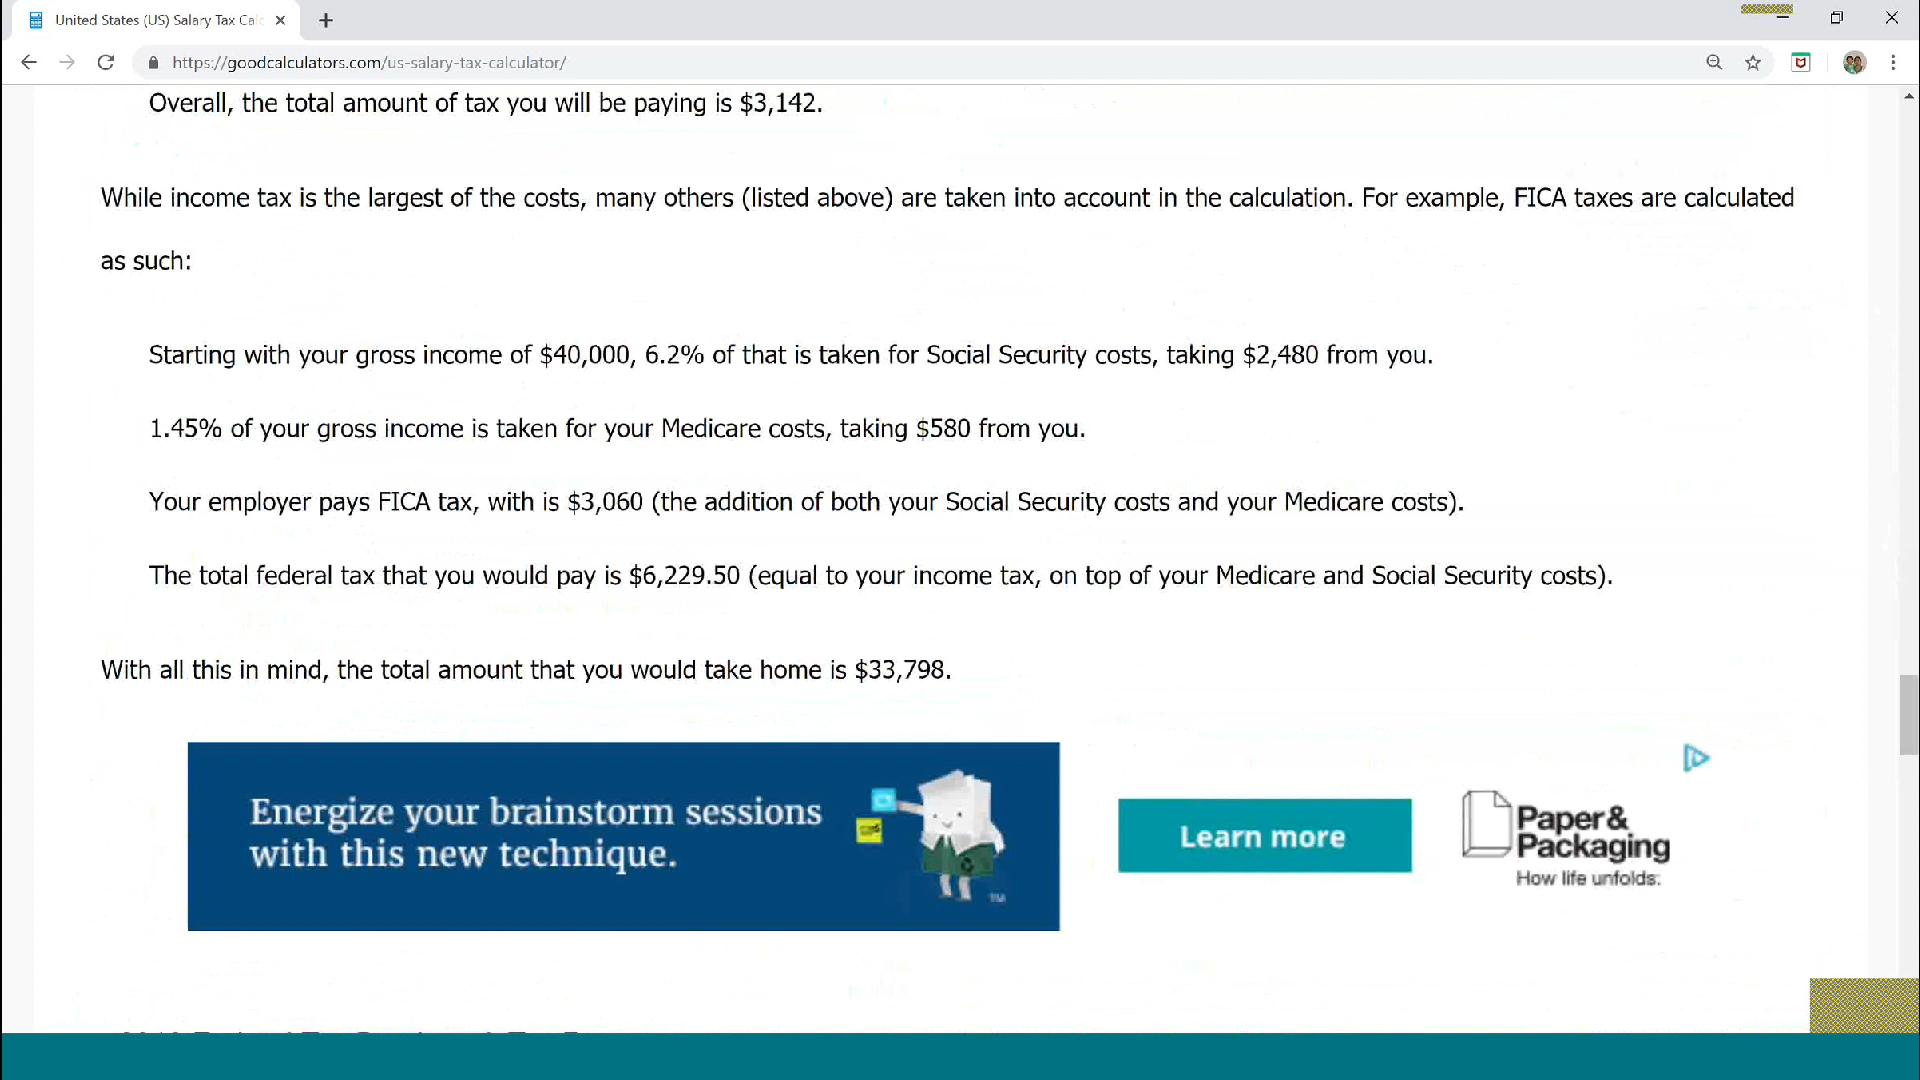 United States (US) Salary Tax Calc
https://goodcalculators.com/us-salary-tax-calculator/
Overall, the total amount of tax you will be paying is $3,142.
While income tax is the largest of the costs, many others (listed above) are taken into account in the calculation. For example, FICA taxes are calculated
as such:
Starting with your gross income of $40,000, 6.2% of that is taken for Social Security costs, taking $2,480 from you.
1.45% of your gross income is taken for your Medicare costs, taking $580 from you.
Your employer pays FICA tax, with is $3,060 (the addition of both your Social Security costs and your Medicare costs).
The total federal tax that you would pay is $6,229.50 (equal to your income tax, on top of your Medicare and Social Security costs).
With all this in mind, the total amount that you would take home is $33,798.
Energize your brainstorm sessions
with this new technique.
TM
Learn more
Paper &
Packaging
How life unfolds.